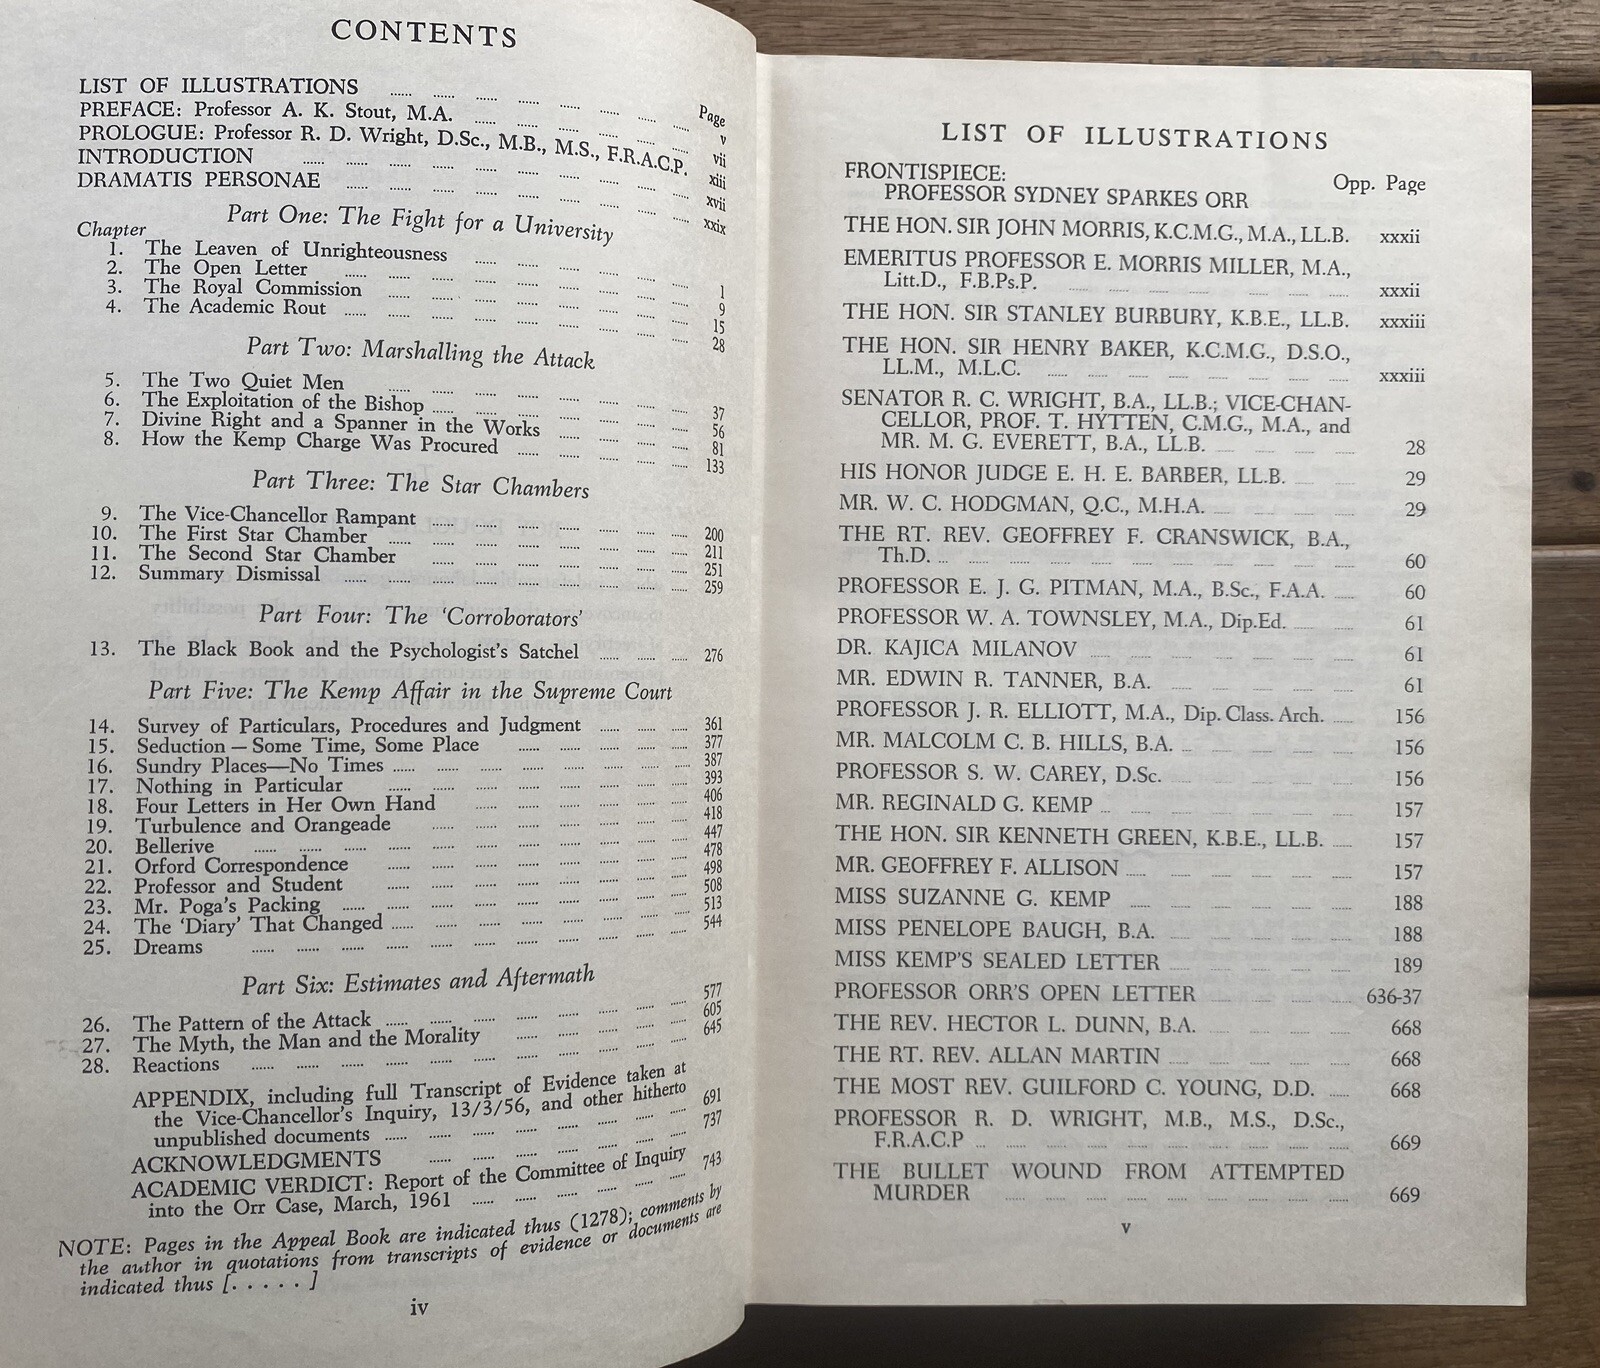 CONTENTS
Page
LIST OF ILLUSTRATIONS ...... v
PREFACE: Professor A. K. Stout, M.A. ...... vii
PROLOGUE: Professor R. D. Wright, D.Sc., M.B., M.S., F.R.A.C.P. xiii
INTRODUCTION ...... xvii
DRAMATIS PERSONAE ...... xxix
Part One: The Fight for a University
Chapter
1. The Leaven of Unrighteousness ...... 1
2. The Open Letter ...... 9
3. The Royal Commission ...... 15
4. The Academic Rout ...... 28
Part Two: Marshalling the Attack
5. The Two Quiet Men ...... 37
6. The Exploitation of the Bishop ...... 56
7. Divine Right and a Spanner in the Works ...... 81
8. How the Kemp Charge Was Procured ...... 133
Part Three: The Star Chambers
9. The Vice-Chancellor Rampant ...... 200
10. The First Star Chamber ...... 211
11. The Second Star Chamber ...... 251
12. Summary Dismissal ...... 259
Part Four: The 'Corroborators'
13. The Black Book and the Psychologist's Satchel ...... 276
Part Five: The Kemp Affair in the Supreme Court
14. Survey of Particulars, Procedures and Judgment ...... 361
15. Seduction — Some Time, Some Place ...... 377
16. Sundry Places—No Times ...... 387
17. Nothing in Particular ...... 393
18. Four Letters in Her Own Hand ...... 406
19. Turbulence and Orangeade ...... 418
20. Bellerive ...... 447
21. Orford Correspondence ...... 478
22. Professor and Student ...... 498
23. Mr. Poga's Packing ...... 508
24. The 'Diary' That Changed ...... 513
25. Dreams ...... 544
Part Six: Estimates and Aftermath
26. The Pattern of the Attack ...... 577
27. The Myth, the Man and the Morality ...... 605
28. Reactions ...... 645
APPENDIX, including full Transcript of Evidence taken at
the Vice-Chancellor's Inquiry, 13/3/56, and other hitherto
unpublished documents ...... 691
ACKNOWLEDGMENTS ...... 737
ACADEMIC VERDICT: Report of the Committee of Inquiry
into the Orr Case, March, 1961 ...... 743
NOTE: Pages in the Appeal Book are indicated thus (1278); comments by
the author in quotations from transcripts of evidence or documents are
indicated thus [. . . . . ]
iv
LIST OF ILLUSTRATIONS
FRONTISPIECE:
Opp. Page
PROFESSOR SYDNEY SPARKES ORR
THE HON. SIR JOHN MORRIS, K.C.M.G., M.A., LL.B. xxxii
EMERITUS PROFESSOR E. MORRIS MILLER, M.A.,
Litt.D., F.B.Ps.P. ...... xxxii
THE HON. SIR STANLEY BURBURY, K.B.E., LL.B. xxxiii
THE HON. SIR HENRY BAKER, K.C.M.G., D.S.O.,
LL.M., M.L.C. ...... xxxiii
SENATOR R. C. WRIGHT, B.A., LL.B.; VICE-CHAN-
CELLOR, PROF. T. HYTTEN, C.M.G., M.A., and
MR. M. G. EVERETT, B.A., LL.B. ...... 28
HIS HONOR JUDGE E. H. E. BARBER, LL.B. ...... 29
MR. W. C. HODGMAN, Q.C., M.H.A. ...... 29
THE RT. REV. GEOFFREY F. CRANSWICK, B.A.,
Th.D. ...... 60
PROFESSOR E. J. G. PITMAN, M.A., B.Sc., F.A.A. ...... 60
PROFESSOR W. A. TOWNSLEY, M.A., Dip.Ed. ...... 61
DR. KAJICA MILANOV ...... 61
MR. EDWIN R. TANNER, B.A. ...... 61
PROFESSOR J. R. ELLIOTT, M.A., Dip. Class. Arch. ...... 156
MR. MALCOLM C. B. HILLS, B.A. ...... 156
PROFESSOR S. W. CAREY, D.Sc. ...... 156
MR. REGINALD G. KEMP ...... 157
THE HON. SIR KENNETH GREEN, K.B.E., LL.B. ...... 157
MR. GEOFFREY F. ALLISON ...... 157
MISS SUZANNE G. KEMP ...... 188
MISS PENELOPE BAUGH, B.A. ...... 188
MISS KEMP'S SEALED LETTER ...... 189
PROFESSOR ORR'S OPEN LETTER ...... 636-37
THE REV. HECTOR L. DUNN, B.A. ...... 668
THE RT. REV. ALLAN MARTIN ...... 668
THE MOST REV. GUILFORD C. YOUNG, D.D. ...... 668
PROFESSOR R. D. WRIGHT, M.B., M.S., D.Sc.,
F.R.A.C.P ...... 669
THE BULLET WOUND FROM ATTEMPTED
MURDER ...... 669
v